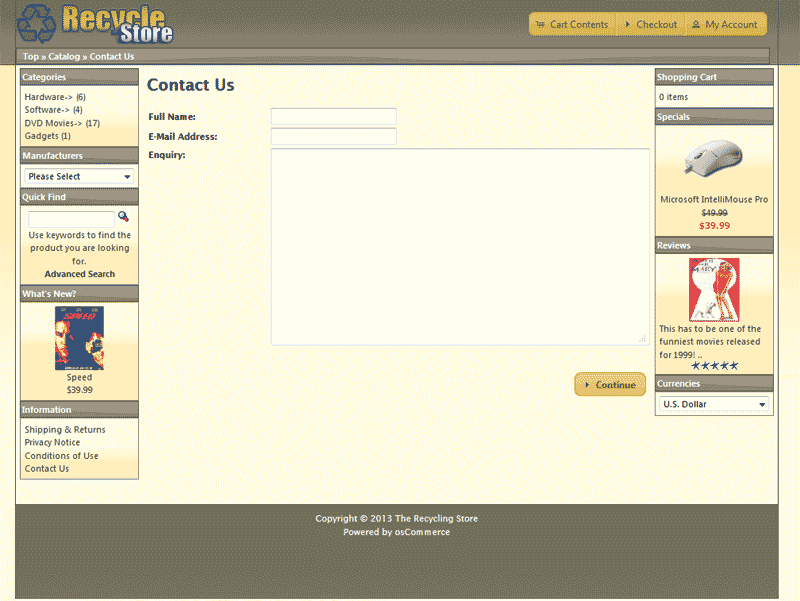 Recycle
Store
Cart Contents
Checkout
My Account
Top » Catalog » Contact Us
Categories
Hardware-> (6)
Software-> (4)
DVD Movies-> (17)
Gadgets (1)
Manufacturers
Please Select
Quick Find
Use keywords to find the
product you are looking
for.
Advanced Search
What's New?
SPEED
Speed
$39.99
Information
Shipping & Returns
Privacy Notice
Conditions of Use
Contact Us
Contact Us
Full Name:
E-Mail Address:
Enquiry:
Continue
Shopping Cart
0 items
Specials
Microsoft IntelliMouse Pro
$49.99
$39.99
Reviews
This has to be one of the
funniest movies released
for 1999! ..
Currencies
U.S. Dollar
Copyright © 2013 The Recycling Store
Powered by osCommerce